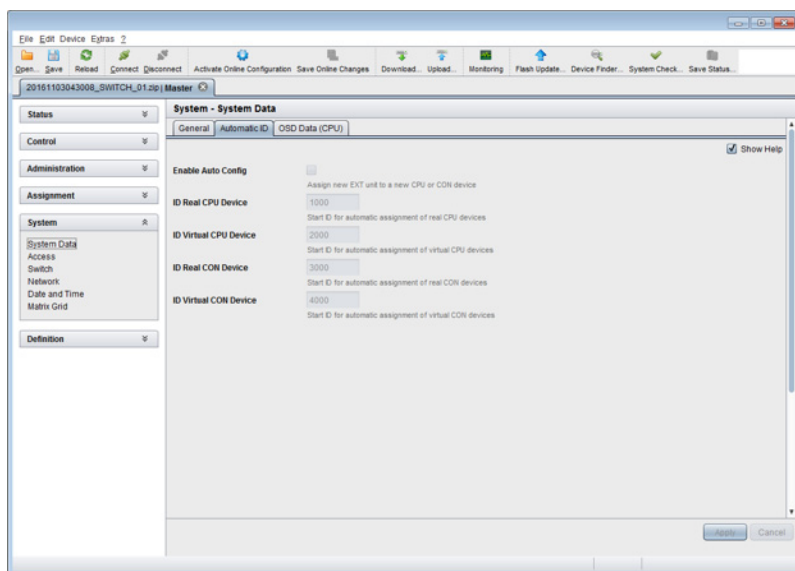 File Edit Device Extras ?
Open... Save Reload Connect Disconnect Activate Online Configuration Save Online Changes Download... Upload... Monitoring Flash Update... Device Finder... System Check... Save Status...
20161103043008_SWITCH_01.zip | Master
Status
Control
Administration
Assignment
System
System Data
Access
Switch
Network
Date and Time
Matrix Grid
Definition
System - System Data
General Automatic ID OSD Data (CPU)
Show Help
Enable Auto Config
Assign new EXT unit to a new CPU or CON device
ID Real CPU Device 1000
Start ID for automatic assignment of real CPU devices
ID Virtual CPU Device 2000
Start ID for automatic assignment of virtual CPU devices
ID Real CON Device 3000
Start ID for automatic assignment of real CON devices
ID Virtual CON Device 4000
Start ID for automatic assignment of virtual CON devices
Apply Cancel